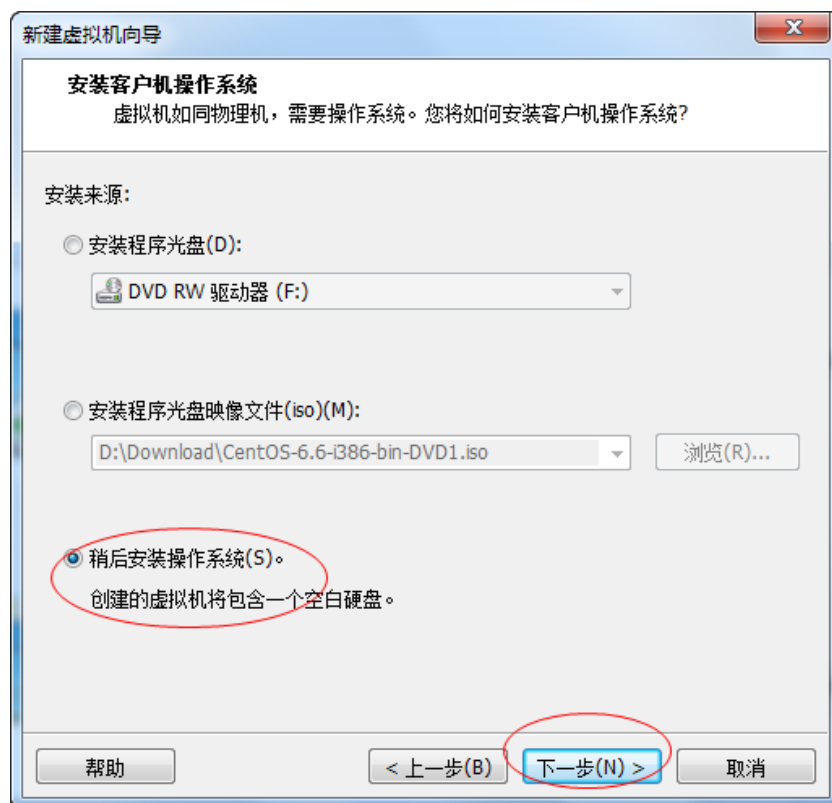 新建虚拟机向导
安装客户机操作系统
虚拟机如同物理机，需要操作系统。您将如何安装客户机操作系统?
安装来源:
安装程序光盘(D):
DVD RW 驱动器 (F:)
安装程序光盘映像文件(iso)(M):
D:\Download\CentOS-6.6-i386-bin-DVD1.iso
浏览(R)...
稍后安装操作系统(S)。
创建的虚拟机将包含一个空白硬盘。
帮助
< 上一步(B)
下一步(N) >
取消